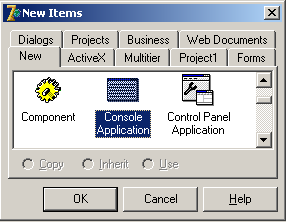 New Items
Dialogs Projects Business Web Documents
New ActiveX Multitier Project1 Forms
Component Console Application Control Panel Application
Copy Inherit Use
OK Cancel Help